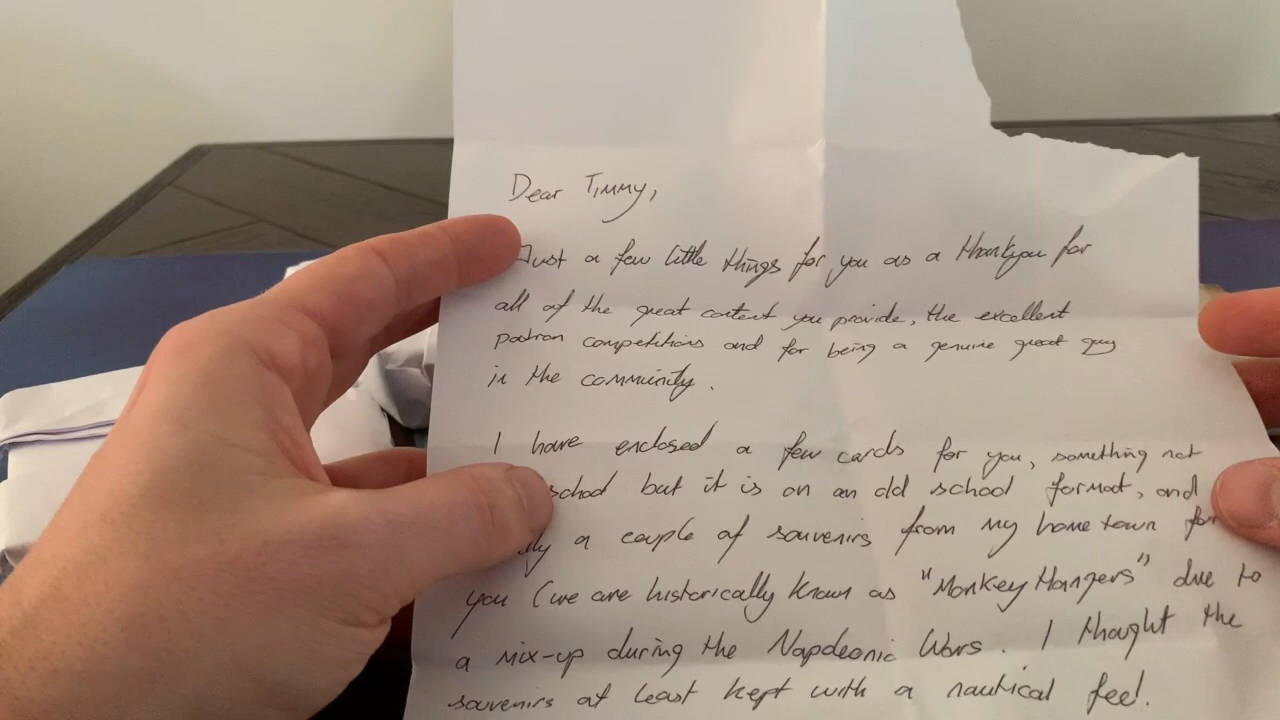 Dear Timmy,
Just a few little things for you as a thankyou for
all of the great content you provide, the excellent
patron competitions and for being a genuine great guy
in the community.
I have enclosed a few cards for you, something not
school but it is on an old school format, and
a couple of souvenirs from my home town for
you (we are historically known as "Monkey Hangers" due to
a mix-up during the Napoleonic Wars. I thought the
souvenirs at least kept with a nautical feel.